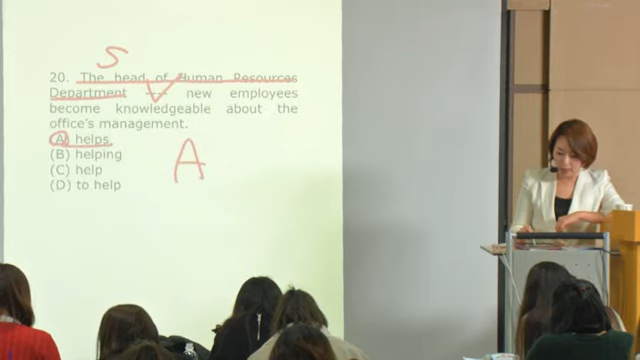 S
20. The head of Human Resources
Department --- new employees
become knowledgeable about the
office's management.
(A) helps
(B) helping
(C) help
(D) to help
A